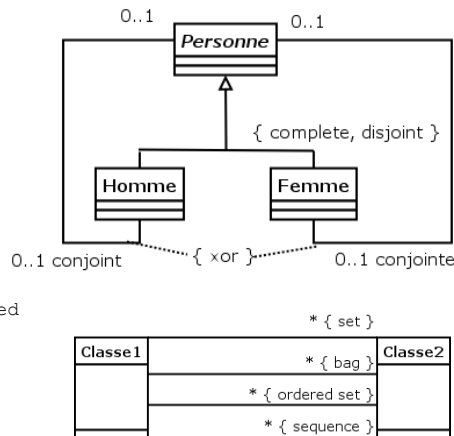 0..1
0..1
Personne
{ complete, disjoint }
Homme
Femme
0..1 conjoint
{ xor }
0..1 conjointe
ed
* { set }
Classe1
Classe2
* { bag }
* { ordered set }
* { sequence }